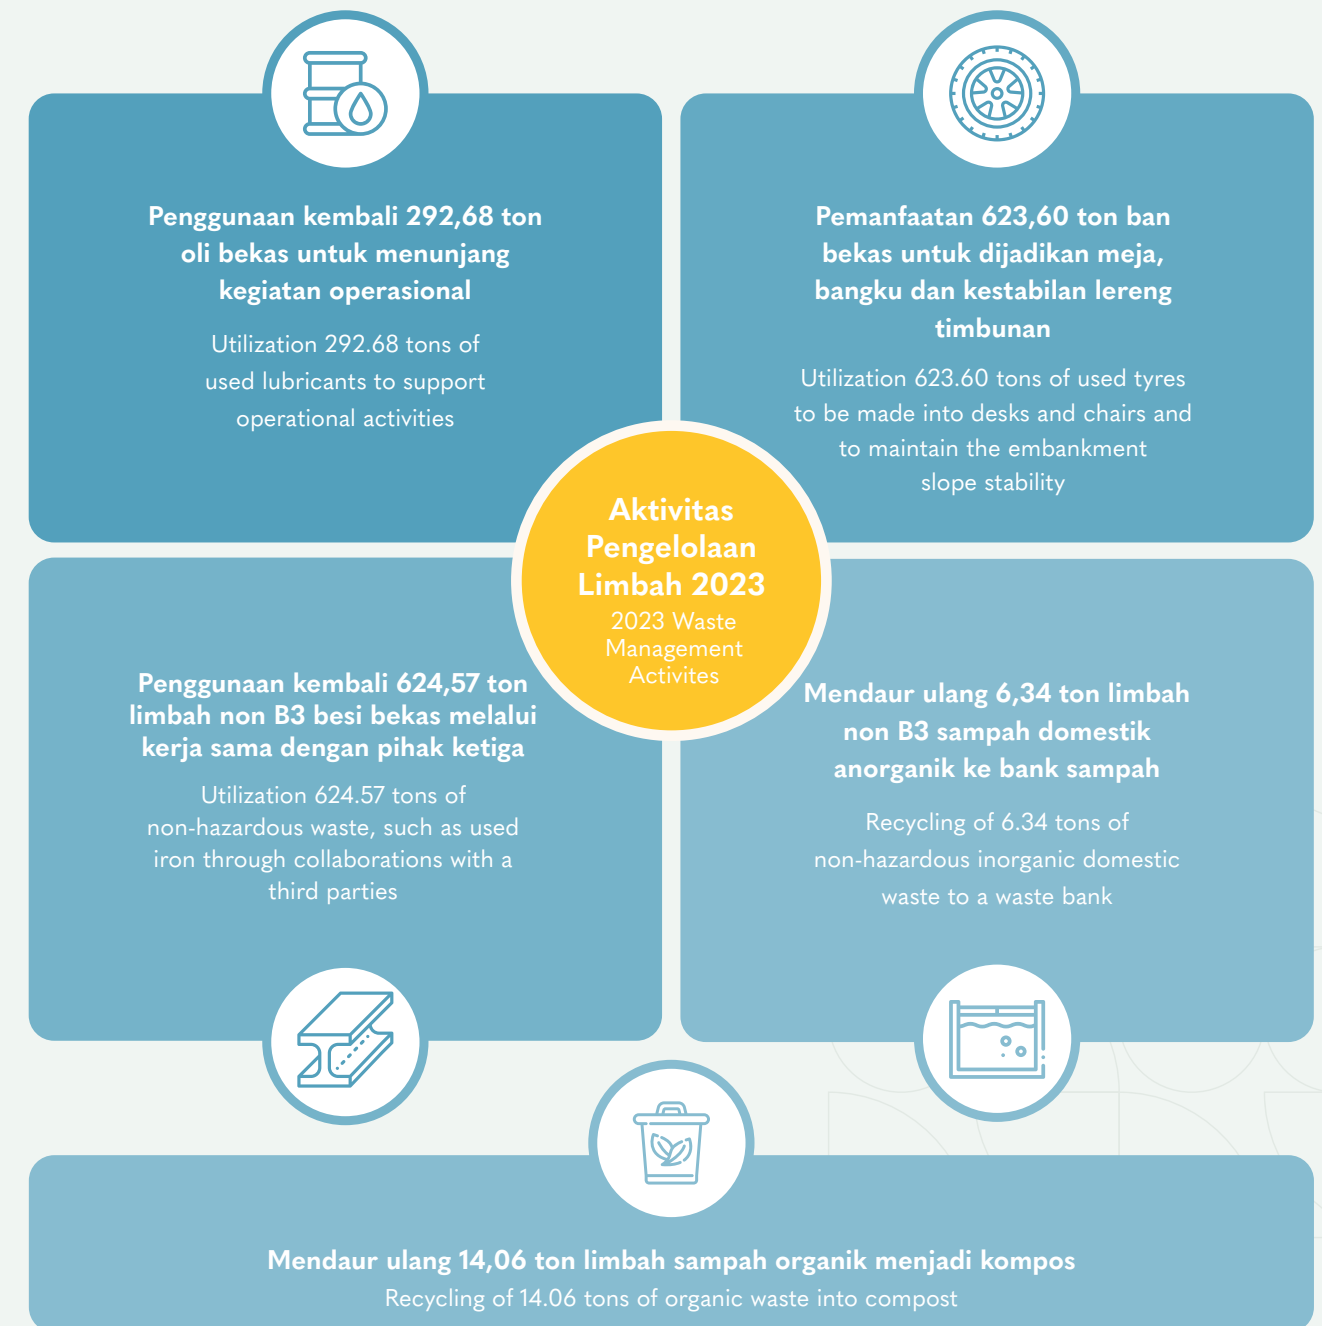 Penggunaan kembali 292,68 ton
oli bekas untuk menunjang
kegiatan operasional
Utilization 292.68 tons of
used lubricants to support
operational activities
Pemanfaatan 623,60 ton ban
bekas untuk dijadikan meja,
bangku dan kestabilan lereng
timbunan
Utilization 623.60 tons of used tyres
to be made into desks and chairs and
to maintain the embankment
slope stability
Aktivitas
Pengelolaan
Limbah 2023
2023 Waste
Management
Activites
Penggunaan kembali 624,57 ton
limbah non B3 besi bekas melalui
kerja sama dengan pihak ketiga
Utilization 624.57 tons of
non-hazardous waste, such as used
iron through collaborations with a
third parties
Mendaur ulang 6,34 ton limbah
non B3 sampah domestik
anorganik ke bank sampah
Recycling of 6.34 tons of
non-hazardous inorganic domestic
waste to a waste bank
Mendaur ulang 14,06 ton limbah sampah organik menjadi kompos
Recycling of 14.06 tons of organic waste into compost